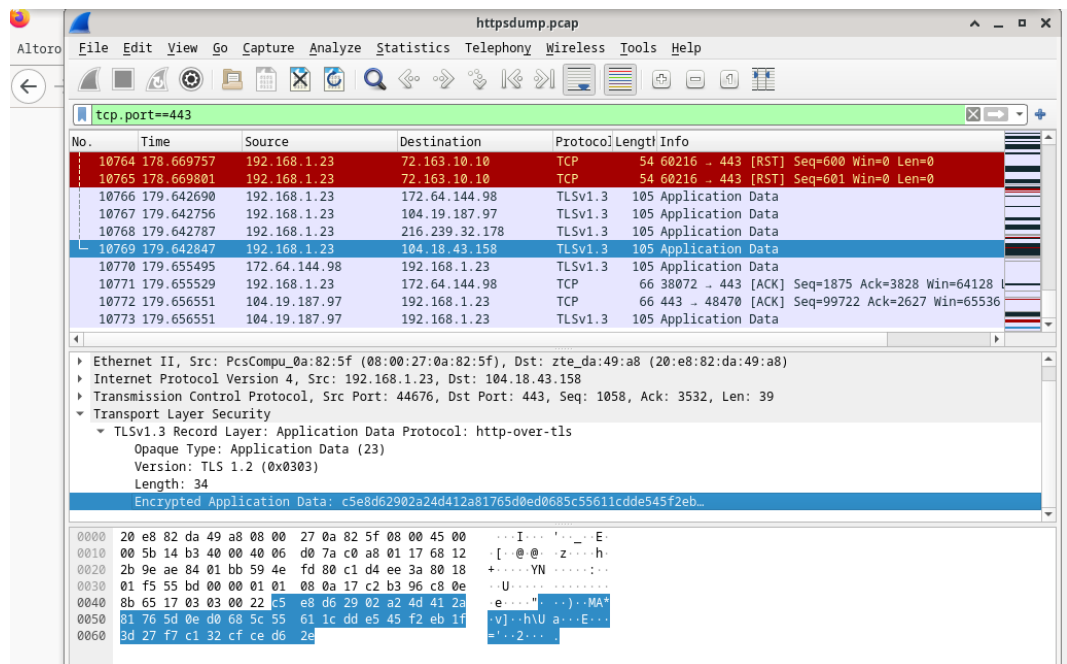 httpsdump.pcap
Altoro
File Edit View Go Capture Analyze Statistics Telephony Wireless Tools Help
tcp.port==443
No. Time Source Destination Protocol Length Info
10764 178.669757 192.168.1.23 72.163.10.10 TCP 54 60216 → 443 [RST] Seq=600 Win=0 Len=0
10765 178.669801 192.168.1.23 72.163.10.10 TCP 54 60216 → 443 [RST] Seq=601 Win=0 Len=0
10766 179.642690 192.168.1.23 172.64.144.98 TLSv1.3 105 Application Data
10767 179.642756 192.168.1.23 104.19.187.97 TLSv1.3 105 Application Data
10768 179.642787 192.168.1.23 216.239.32.178 TLSv1.3 105 Application Data
10769 179.642847 192.168.1.23 104.18.43.158 TLSv1.3 105 Application Data
10770 179.655495 172.64.144.98 192.168.1.23 TLSv1.3 105 Application Data
10771 179.655529 192.168.1.23 172.64.144.98 TCP 66 38072 → 443 [ACK] Seq=1875 Ack=3828 Win=64128
10772 179.656551 104.19.187.97 192.168.1.23 TCP 66 443 → 48470 [ACK] Seq=99722 Ack=2627 Win=65536
10773 179.656551 104.19.187.97 192.168.1.23 TLSv1.3 105 Application Data
Ethernet II, Src: PcsCompu_0a:82:5f (08:00:27:0a:82:5f), Dst: zte_da:49:a8 (20:e8:82:da:49:a8)
Internet Protocol Version 4, Src: 192.168.1.23, Dst: 104.18.43.158
Transmission Control Protocol, Src Port: 44676, Dst Port: 443, Seq: 1058, Ack: 3532, Len: 39
Transport Layer Security
TLSv1.3 Record Layer: Application Data Protocol: http-over-tls
Opaque Type: Application Data (23)
Version: TLS 1.2 (0x0303)
Length: 34
Encrypted Application Data: c5e8d62902a24d412a81765d0ed0685c55611cdde545f2eb…
0000 20 e8 82 da 49 a8 08 00 27 0a 82 5f 08 00 45 00 ···I··· '··_··E·
0010 00 5b 14 b3 40 00 40 06 d0 7a c0 a8 01 17 68 12 ·[··@·@· ·z····h·
0020 2b 9e ae 84 01 bb 59 4e fd 80 c1 d4 ee 3a 80 18 +·····YN ·····:··
0030 01 f5 55 bd 00 00 01 01 08 0a 17 c2 b3 96 c8 0e ··U····· ········
0040 8b 65 17 03 03 00 22 c5 e8 d6 29 02 a2 4d 41 2a ·e····"· ··)··MA*
0050 81 76 5d 0e d0 68 5c 55 61 1c dd e5 45 f2 eb 1f ·v]··h\U a···E···
0060 3d 27 f7 c1 32 cf ce d6 2e ='··2··· .